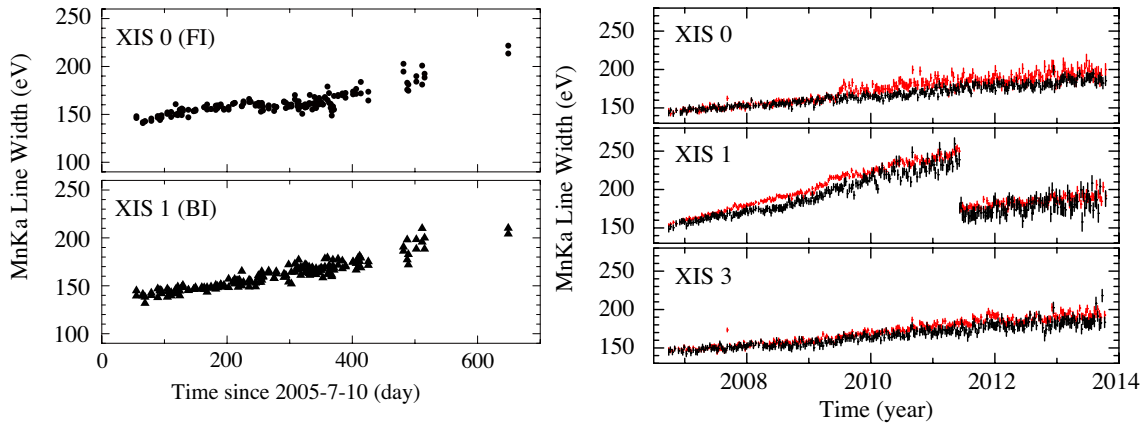 MnKa Line Width (eV)
250
200
150
100
XIS 0 (FI)
250
200
150
100
XIS 1 (BI)
0 200 400 600
Time since 2005-7-10 (day)
MnKa Line Width (eV)
250
200
150
XIS 0
250
200
150
XIS 1
250
200
150
XIS 3
2008 2010 2012 2014
Time (year)